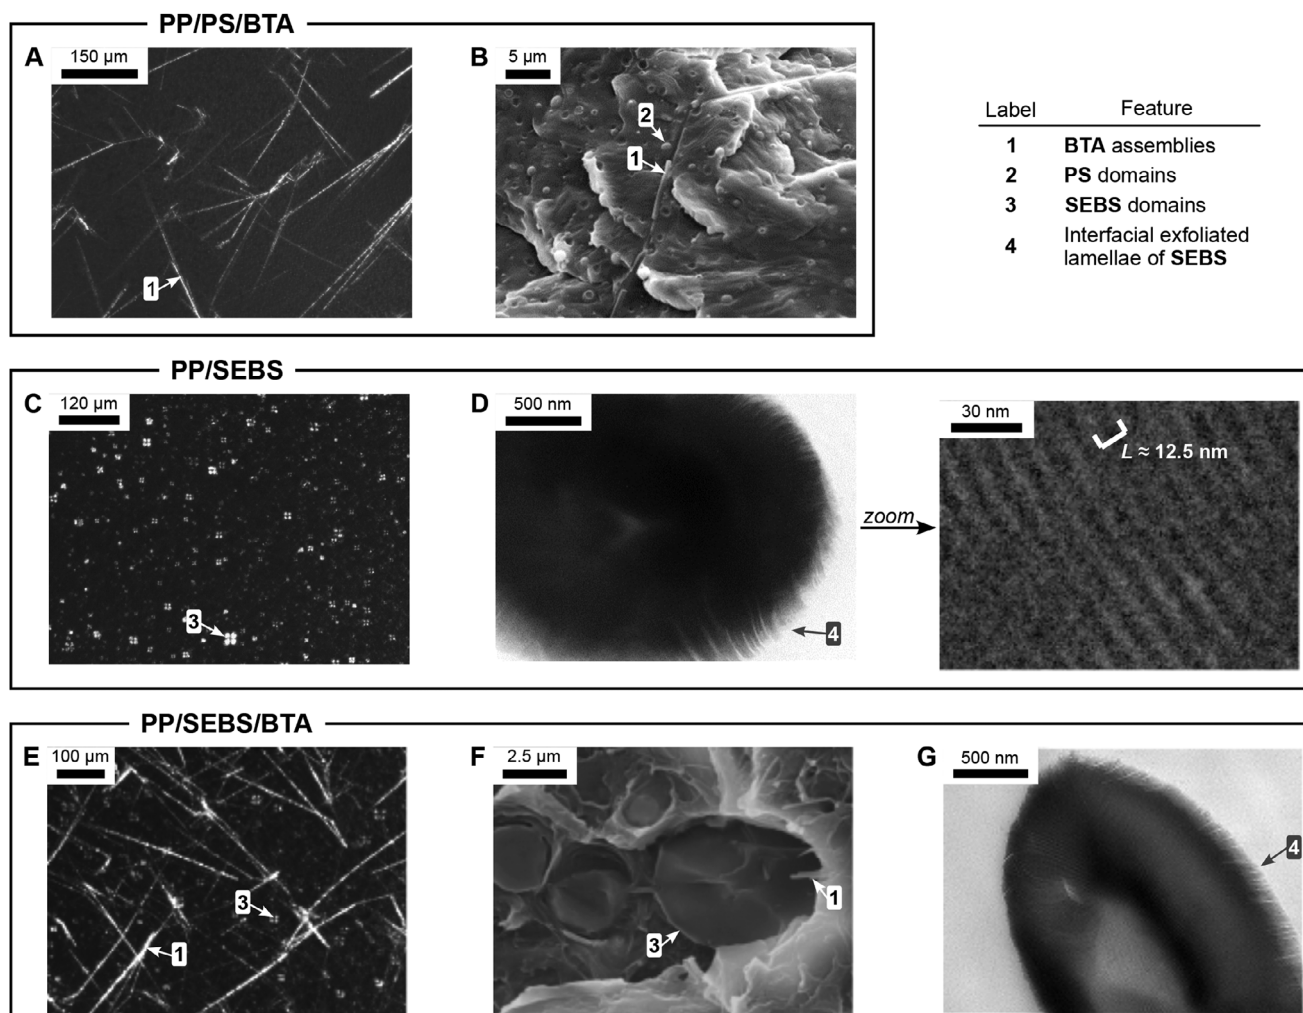 PP/PS/BTA
A
150 µm
1
B
5 µm
2
1
Label Feature
1 BTA assemblies
2 PS domains
3 SEBS domains
4 Interfacial exfoliated
lamellae of SEBS
PP/SEBS
C
120 µm
3
D
500 nm
4
zoom
30 nm
L ≈ 12.5 nm
PP/SEBS/BTA
E
100 µm
3
1
F
2.5 µm
1
3
G
500 nm
4